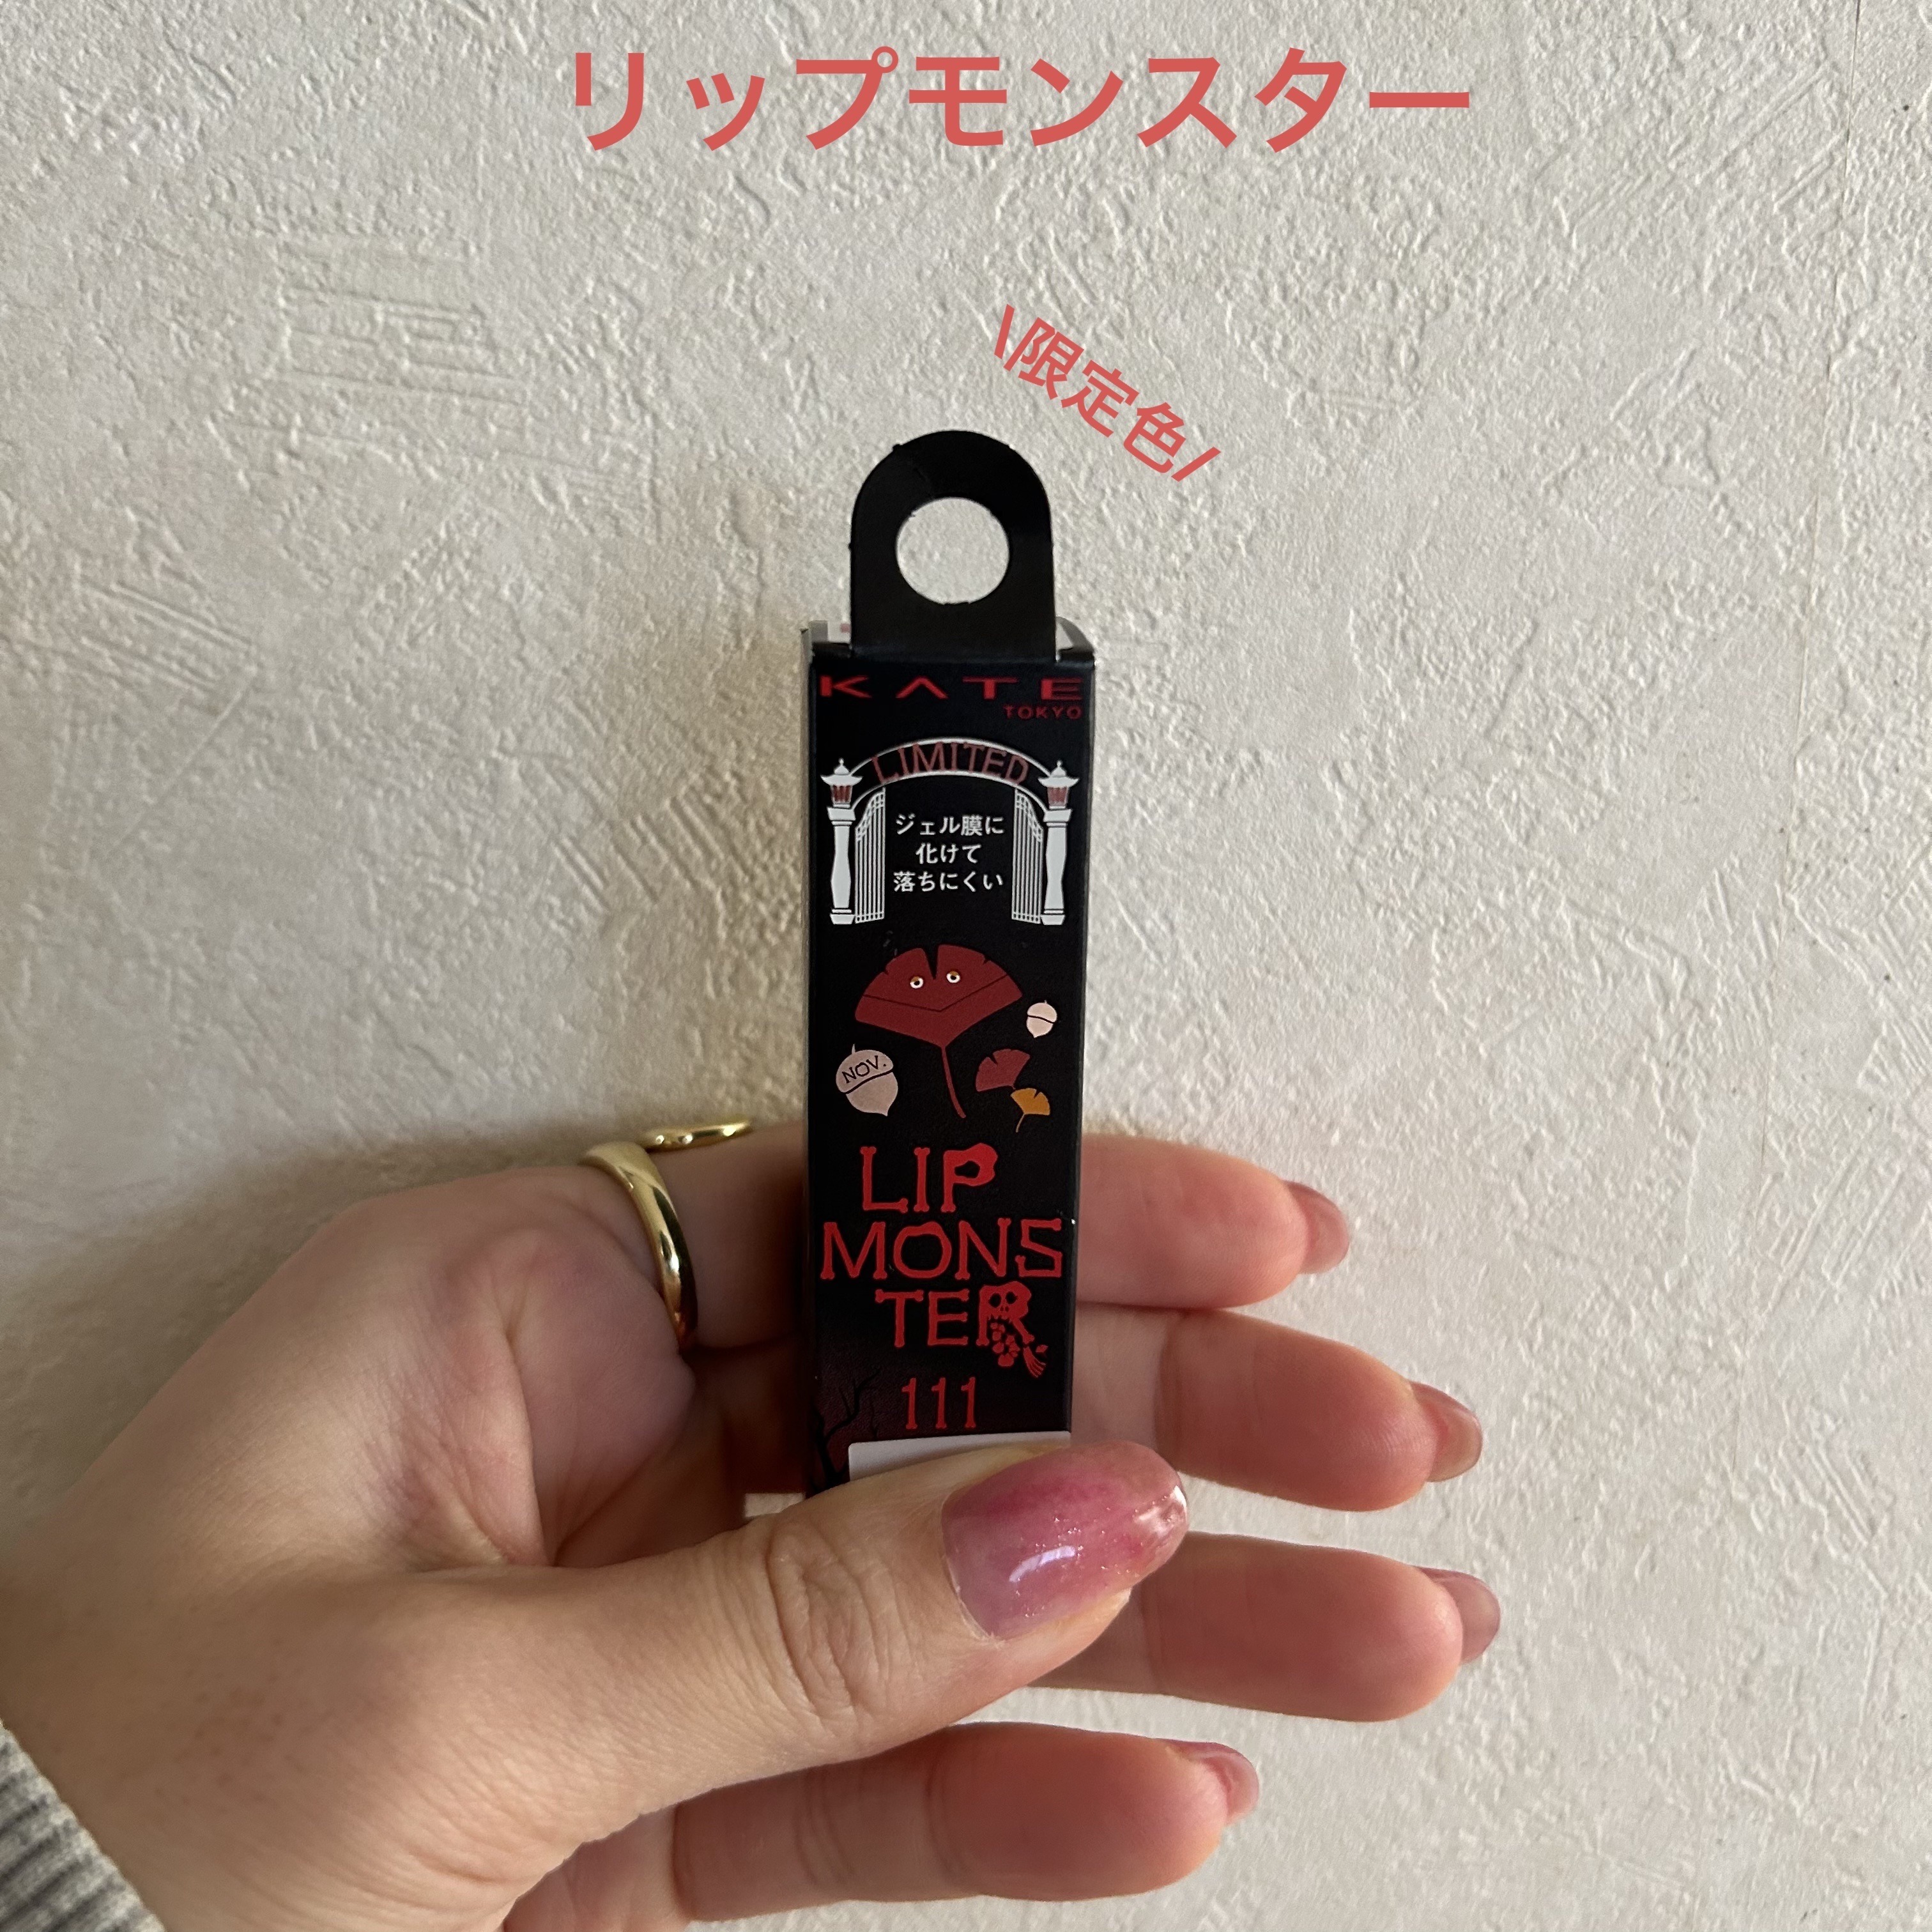 リップモンスター
\限定色/
KATE
TOKYO
LIMITED
ジェル膜に
化けて
落ちにくい
NOV.
LIP
MONS
TER
111